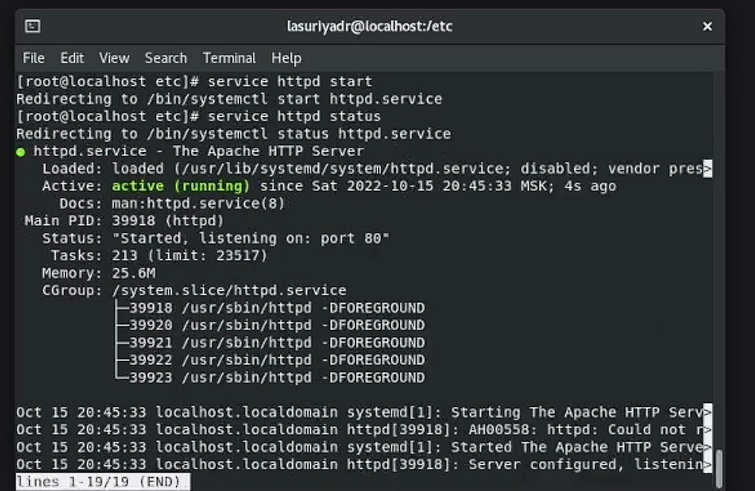 lasuriyadr@localhost:/etc
File Edit View Search Terminal Help
[root@localhost etc]# service httpd start
Redirecting to /bin/systemctl start httpd.service
[root@localhost etc]# service httpd status
Redirecting to /bin/systemctl status httpd.service
● httpd.service - The Apache HTTP Server
   Loaded: loaded (/usr/lib/systemd/system/httpd.service; disabled; vendor pres>
   Active: active (running) since Sat 2022-10-15 20:45:33 MSK; 4s ago
     Docs: man:httpd.service(8)
 Main PID: 39918 (httpd)
   Status: "Started, listening on: port 80"
    Tasks: 213 (limit: 23517)
   Memory: 25.6M
   CGroup: /system.slice/httpd.service
           ├─39918 /usr/sbin/httpd -DFOREGROUND
           ├─39920 /usr/sbin/httpd -DFOREGROUND
           ├─39921 /usr/sbin/httpd -DFOREGROUND
           ├─39922 /usr/sbin/httpd -DFOREGROUND
           └─39923 /usr/sbin/httpd -DFOREGROUND
Oct 15 20:45:33 localhost.localdomain systemd[1]: Starting The Apache HTTP Serv>
Oct 15 20:45:33 localhost.localdomain httpd[39918]: AH00558: httpd: Could not r>
Oct 15 20:45:33 localhost.localdomain systemd[1]: Started The Apache HTTP Serve>
Oct 15 20:45:33 localhost.localdomain httpd[39918]: Server configured, listenin>
lines 1-19/19 (END)